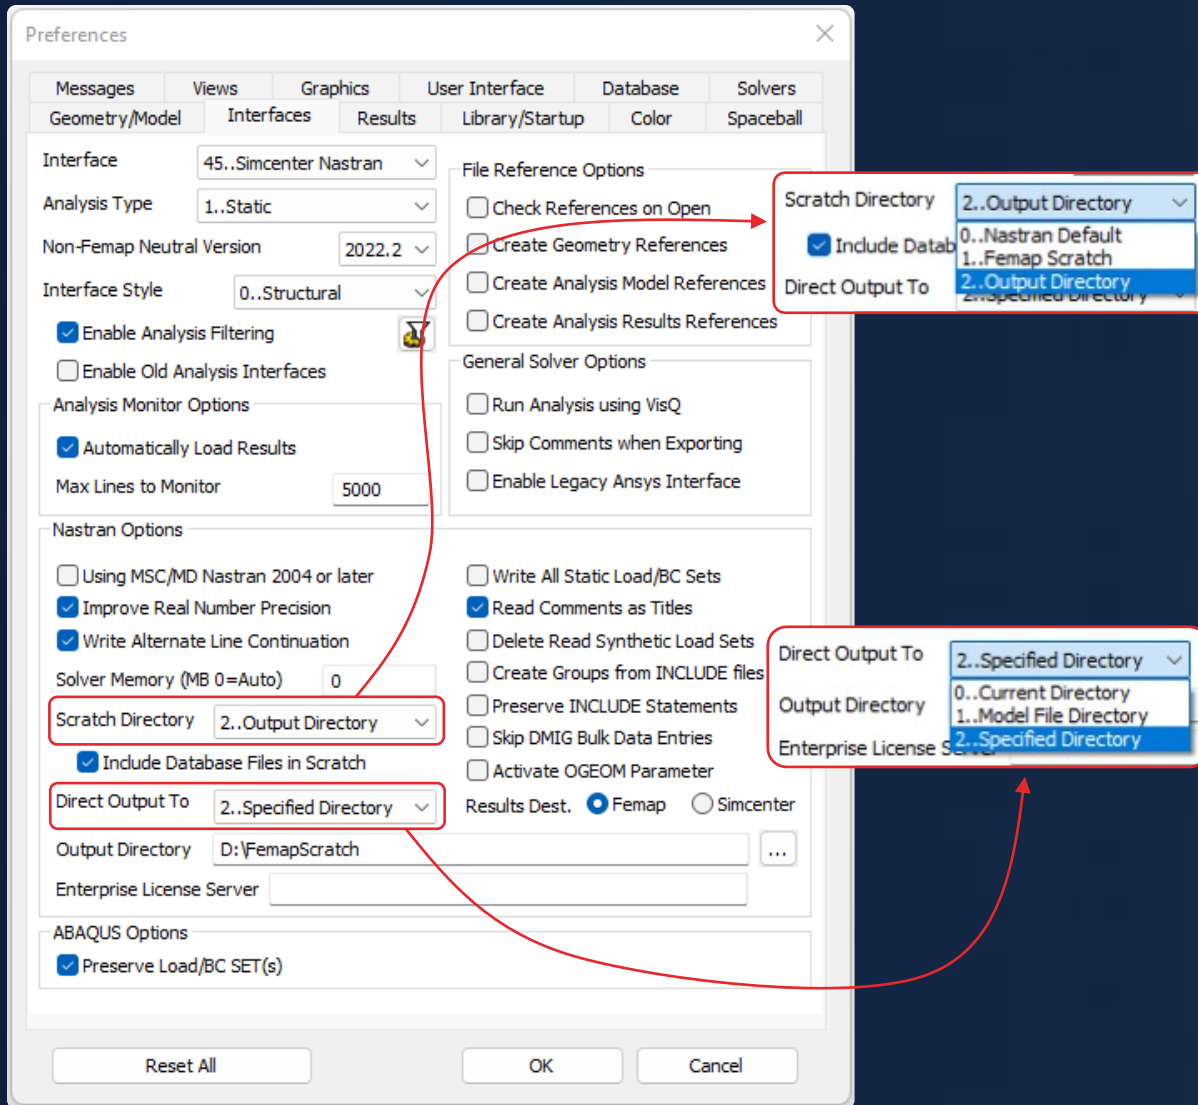 Preferences
Messages Views Graphics User Interface Database Solvers
Geometry/Model Interfaces Results Library/Startup Color Spaceball
Interface 45..Simcenter Nastran
Analysis Type 1..Static
Non-Femap Neutral Version 2022.2
Interface Style 0..Structural
Enable Analysis Filtering
Enable Old Analysis Interfaces
Analysis Monitor Options
Automatically Load Results
Max Lines to Monitor 5000
File Reference Options
Check References on Open
Create Geometry References
Create Analysis Model References
Create Analysis Results References
General Solver Options
Run Analysis using VisQ
Skip Comments when Exporting
Enable Legacy Ansys Interface
Nastran Options
Using MSC/MD Nastran 2004 or later
Improve Real Number Precision
Write Alternate Line Continuation
Solver Memory (MB 0=Auto) 0
Scratch Directory 2..Output Directory
Include Database Files in Scratch
Direct Output To 2..Specified Directory
Write All Static Load/BC Sets
Read Comments as Titles
Delete Read Synthetic Load Sets
Create Groups from INCLUDE files
Preserve INCLUDE Statements
Skip DMIG Bulk Data Entries
Activate OGEOM Parameter
Results Dest. Femap Simcenter
Output Directory D:\FemapScratch ...
Enterprise License Server
ABAQUS Options
Preserve Load/BC SET(s)
Reset All OK Cancel
Scratch Directory 2..Output Directory
Include Datab 0..Nastran Default
1..Femap Scratch
Direct Output To 2..Output Directory
2..Specified Directory
Direct Output To 2..Specified Directory
0..Current Directory
Output Directory 1..Model File Directory
Enterprise License S 2..Specified Directory